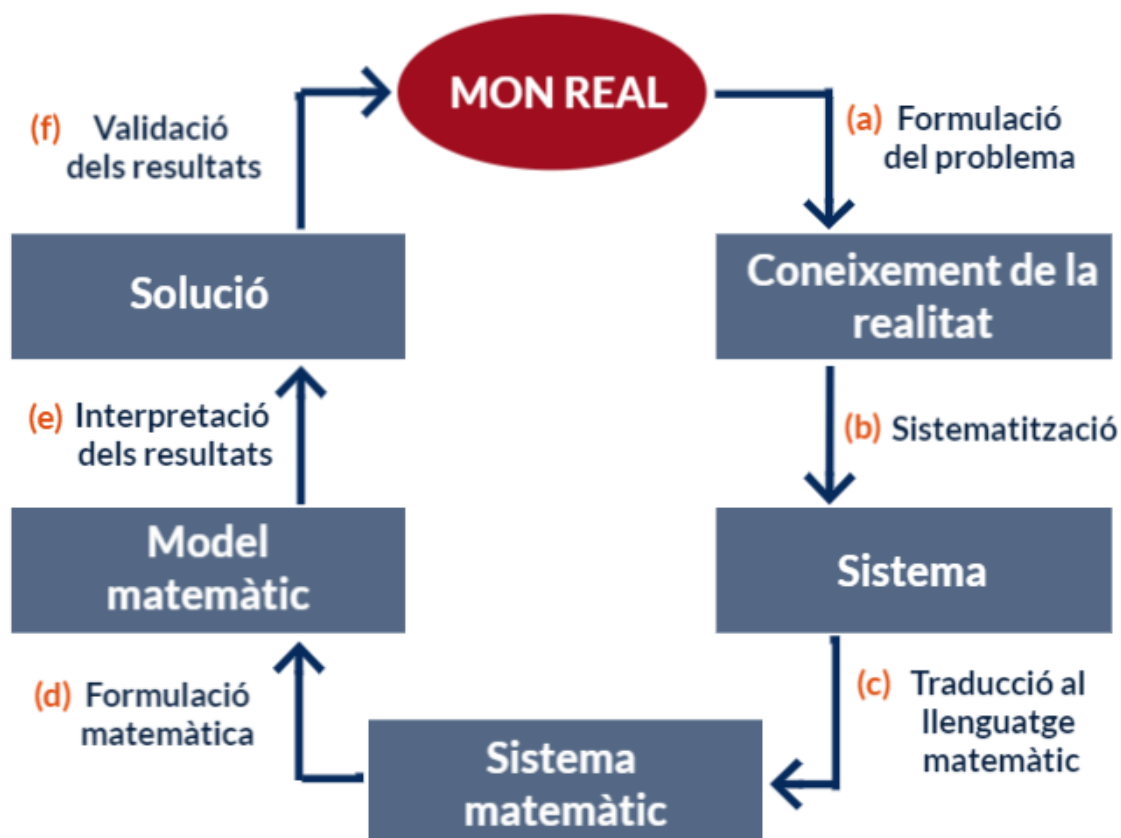 MON REAL
(a) Formulació
del problema
Coneixement de la
realitat
(b) Sistematització
Sistema
(c) Traducció al
llenguatge
matemàtic
Sistema
matemàtic
(d) Formulació
matemàtica
Model
matemàtic
(e) Interpretació
dels resultats
Solució
(f) Validació
dels resultats